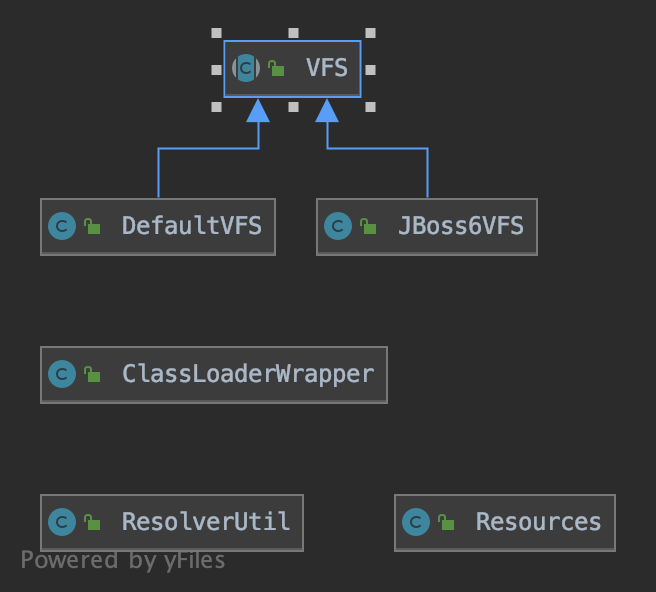 VFS
DefaultVFS
JBoss6VFS
ClassLoaderWrapper
ResolverUtil
Resources
Powered by yFiles